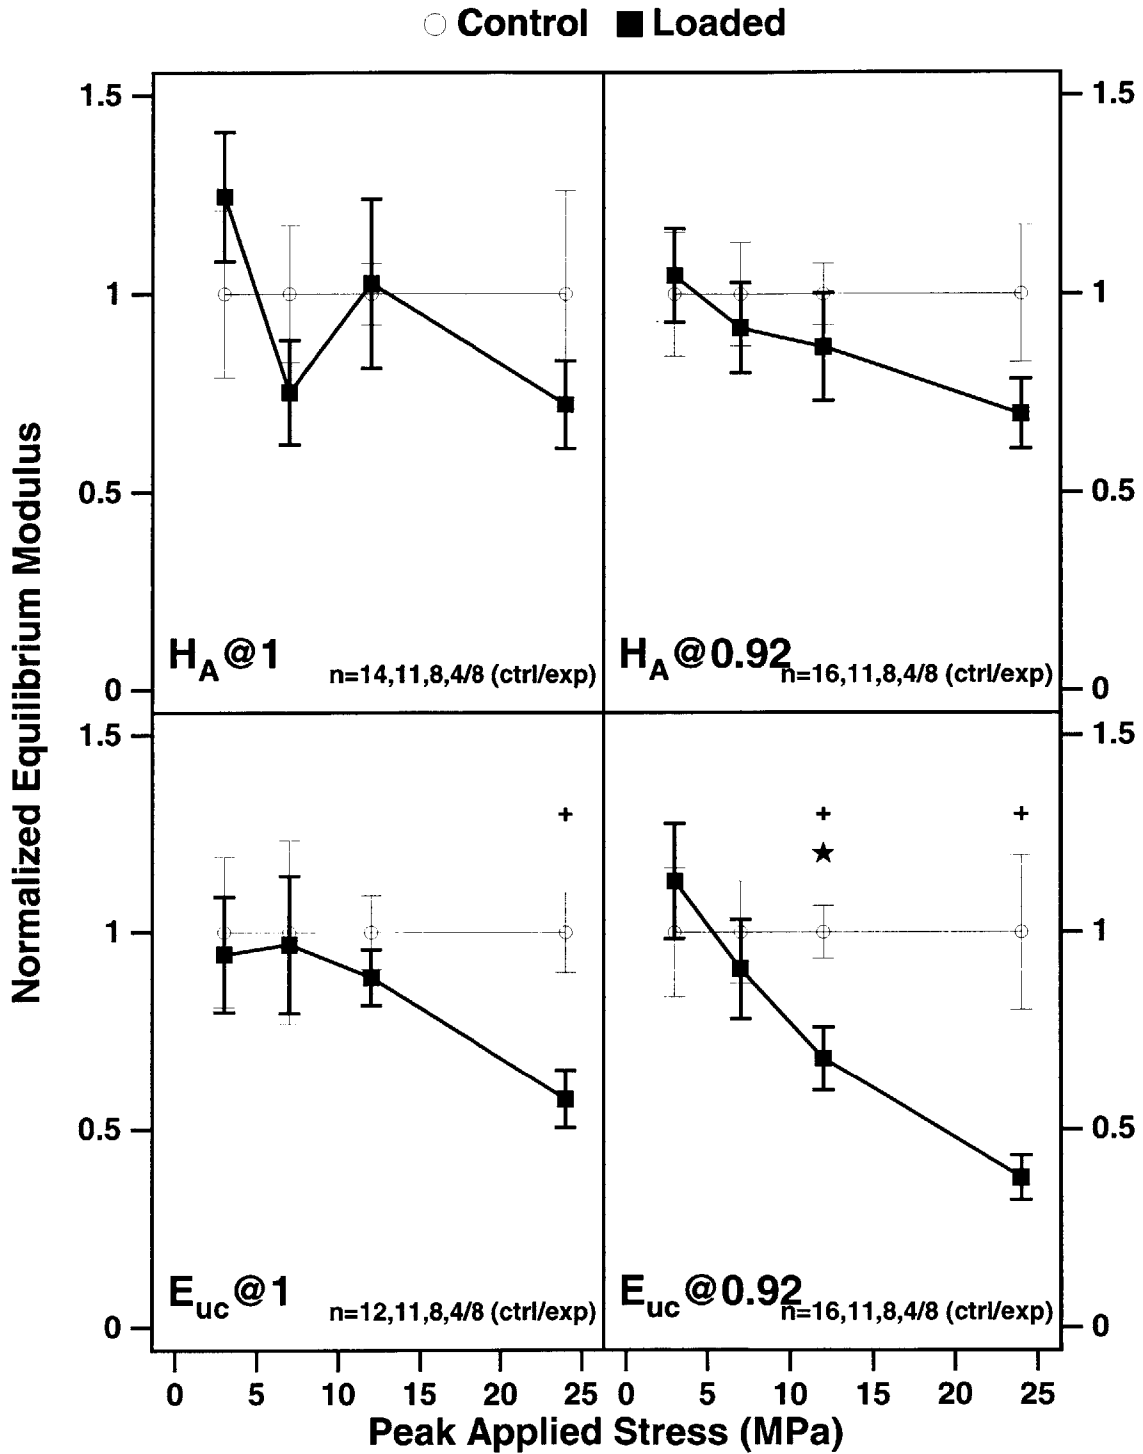 Control Loaded
1.5
1
0.5
0
1.5
1
0.5
0
Normalized Equilibrium Modulus
H_A@1
n=14,11,8,4/8 (ctrl/exp)
H_A@0.92
n=16,11,8,4/8 (ctrl/exp)
1.5
1
0.5
0
+
E_uc@1
n=12,11,8,4/8 (ctrl/exp)
+ +
★
E_uc@0.92
n=16,11,8,4/8 (ctrl/exp)
1.5
1
0.5
0
0 5 10 15 20 25 0 5 10 15 20 25
Peak Applied Stress (MPa)